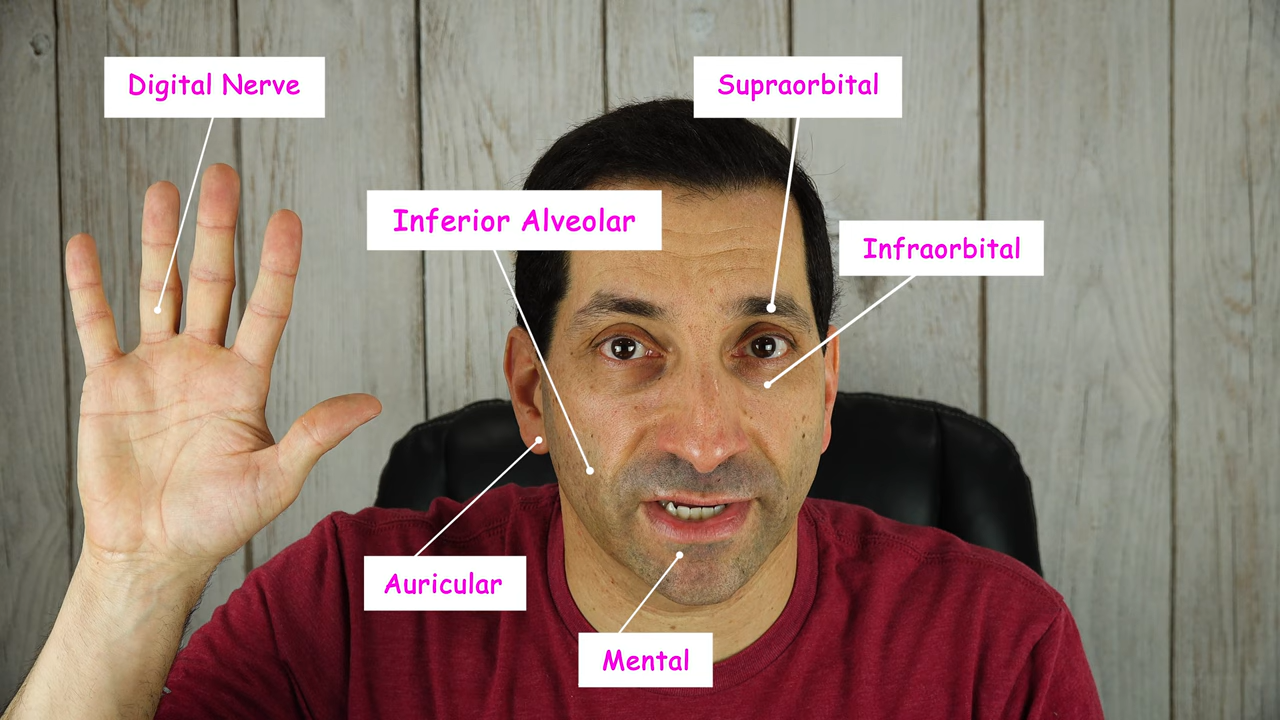 Digital Nerve
Supraorbital
Inferior Alveolar
Infraorbital
Auricular
Mental